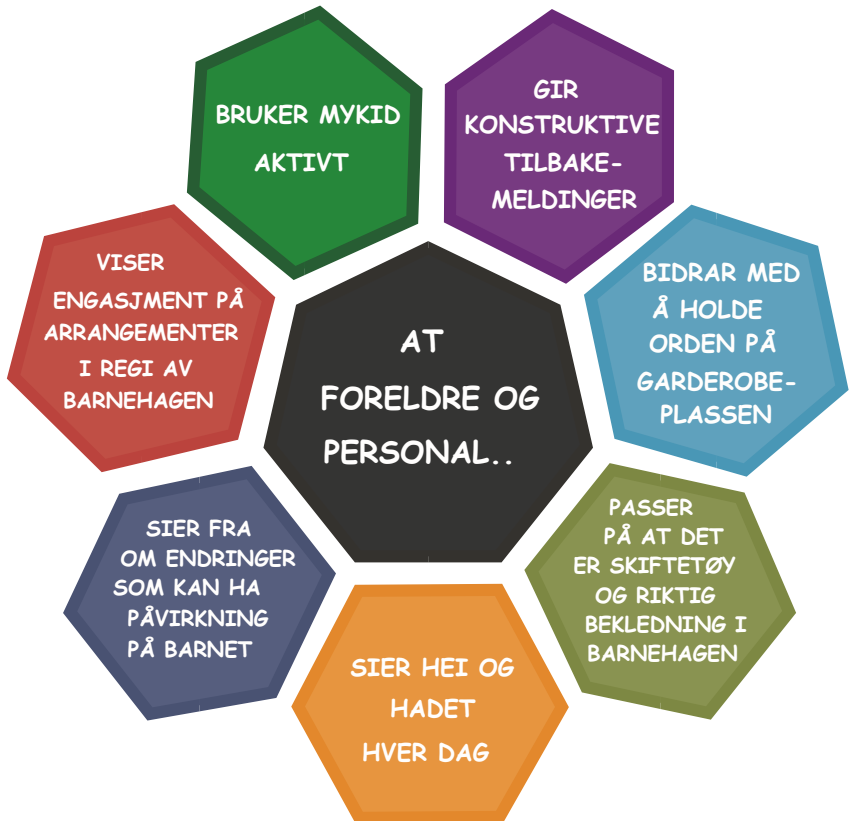 BRUKER MYKID
AKTIVT
GIR
KONSTRUKTIVE
TILBAKE-
MELDINGER
VISER
ENGASJMENT PÅ
ARRANGEMENTER
I REGI AV
BARNEHAGEN
BIDRAR MED
Å HOLDE
ORDEN PÅ
GARDEROBE-
PLASSEN
AT
FORELDRE OG
PERSONAL..
SIER FRA
OM ENDRINGER
SOM KAN HA
PÅVIRKNING
PÅ BARNET
PASSER
PÅ AT DET
ER SKIFTETØY
OG RIKTIG
BEKLEDNING I
BARNEHAGEN
SIER HEI OG
HADET
HVER DAG